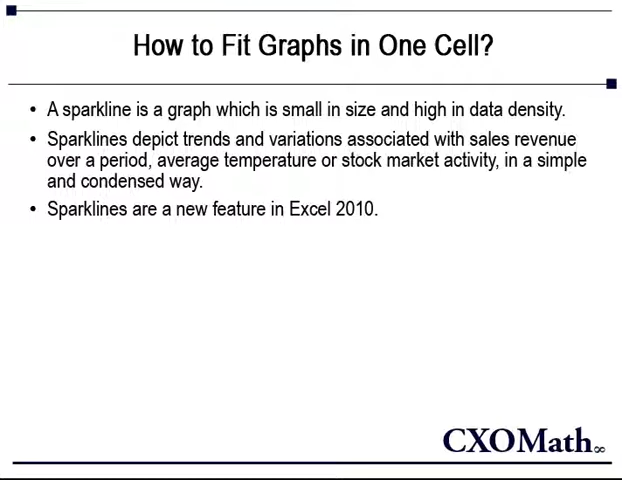 How to Fit Graphs in One Cell?
• A sparkline is a graph which is small in size and high in data density.
• Sparklines depict trends and variations associated with sales revenue
over a period, average temperature or stock market activity, in a simple
and condensed way.
• Sparklines are a new feature in Excel 2010.
CXOMath∞